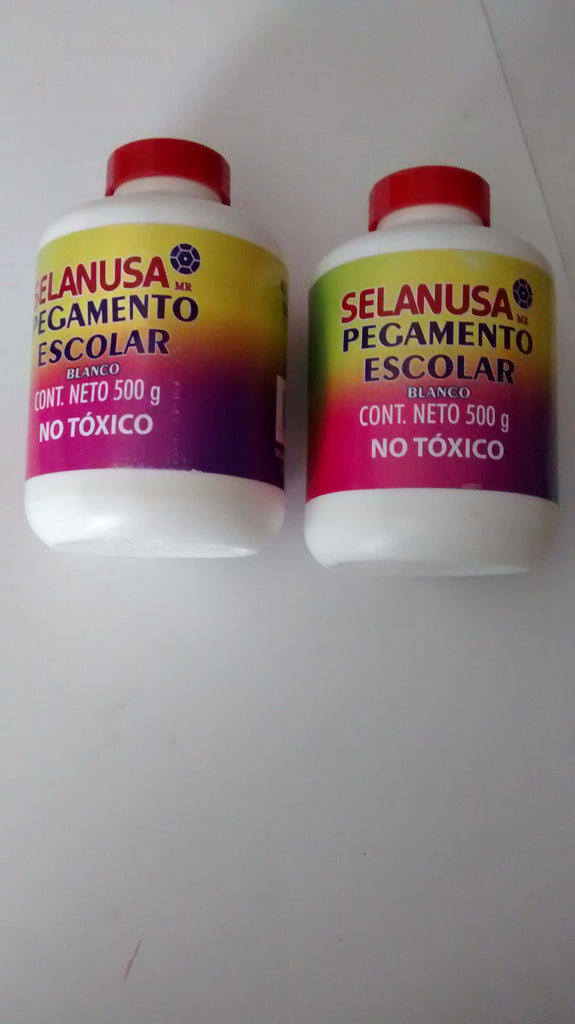 SELANUSA MR
PEGAMENTO
ESCOLAR
BLANCO
CONT. NETO 500 g
NO TÓXICO
SELANUSA MR
PEGAMENTO
ESCOLAR
BLANCO
CONT. NETO 500 g
NO TÓXICO